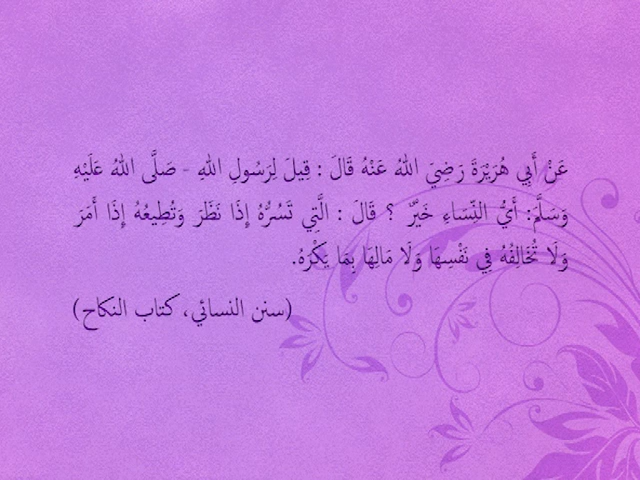 عَنْ أَبِي هُرَيْرَةَ رَضِيَ اللهُ عَنْهُ قَالَ : قِيلَ لِرَسُولِ اللهِ - صَلَّى اللهُ عَلَيْهِ
وَسَلَّمَ: أَيُّ النِّسَاءِ خَيْرٌ ؟ قَالَ : الَّتِي تَسُرُّهُ إِذَا نَظَرَ وَتُطِيعُهُ إِذَا أَمَرَ
وَلَا تُخَالِفُهُ فِي نَفْسِهَا وَلَا مَالِهَا بِمَا يَكْرَهُ.
(سنن النسائي، كتاب النكاح)